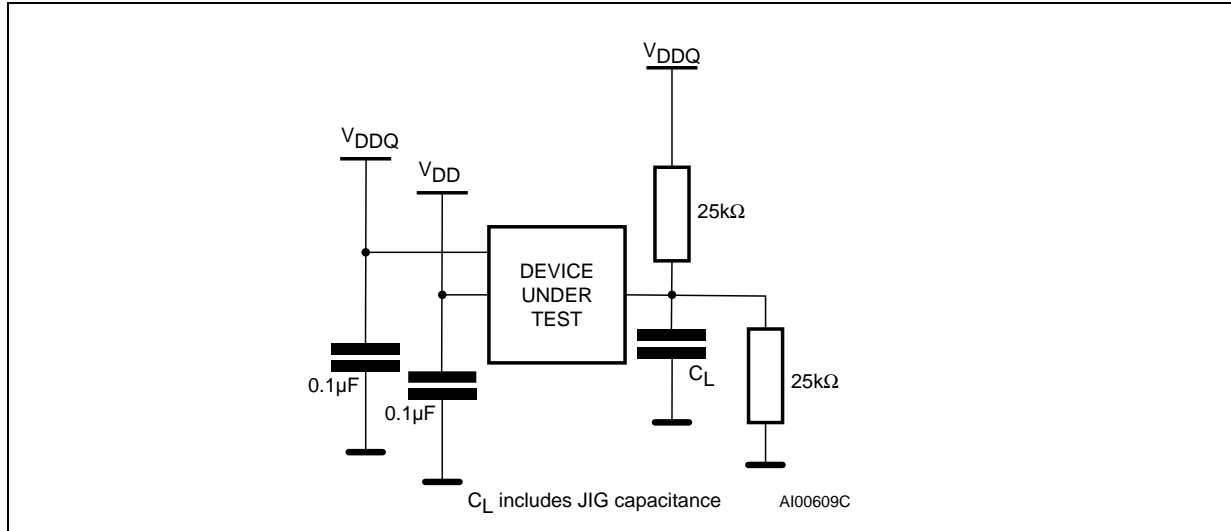 VDDQ
VDDQ
VDD
25kΩ
DEVICE
UNDER
TEST
0.1µF
0.1µF
CL
25kΩ
CL includes JIG capacitance
AI00609C